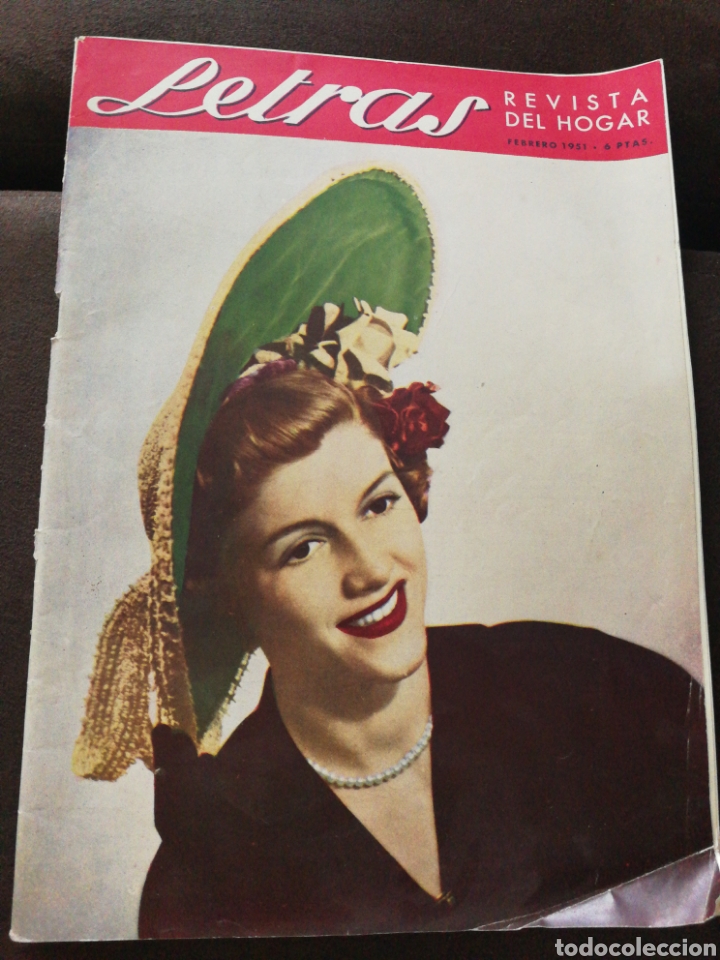 Letras
REVISTA
DEL HOGAR
FEBRERO 1951 - 6 PTAS.
todocoleccion